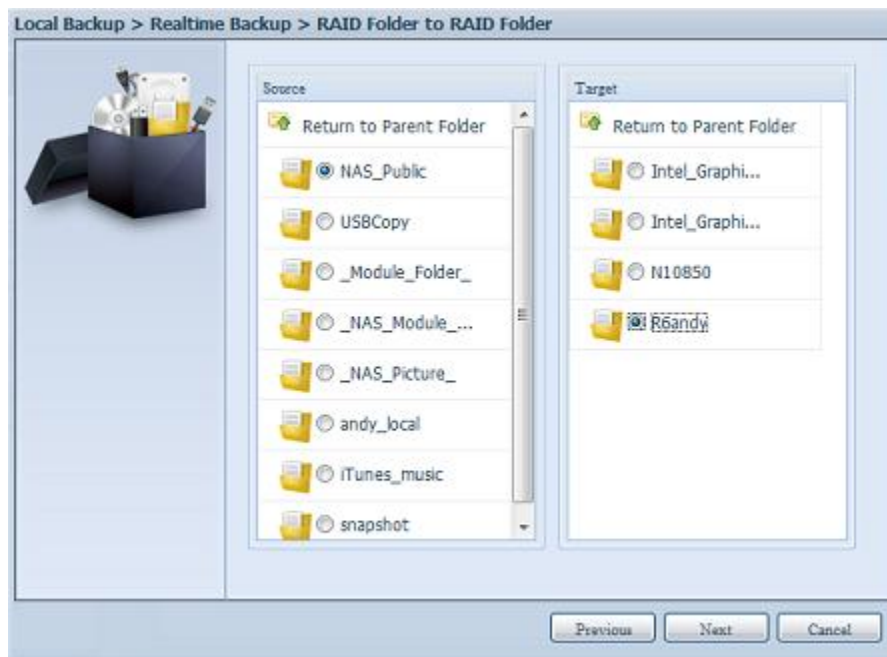 Local Backup > Realtime Backup > RAID Folder to RAID Folder
Source
Return to Parent Folder
NAS_Public
USBCopy
_Module_Folder_
_NAS_Module_...
_NAS_Picture_
andy_local
iTunes_music
snapshot
Target
Return to Parent Folder
Intel_Graphi...
Intel_Graphi...
N10850
R6andy
Previous
Next
Cancel